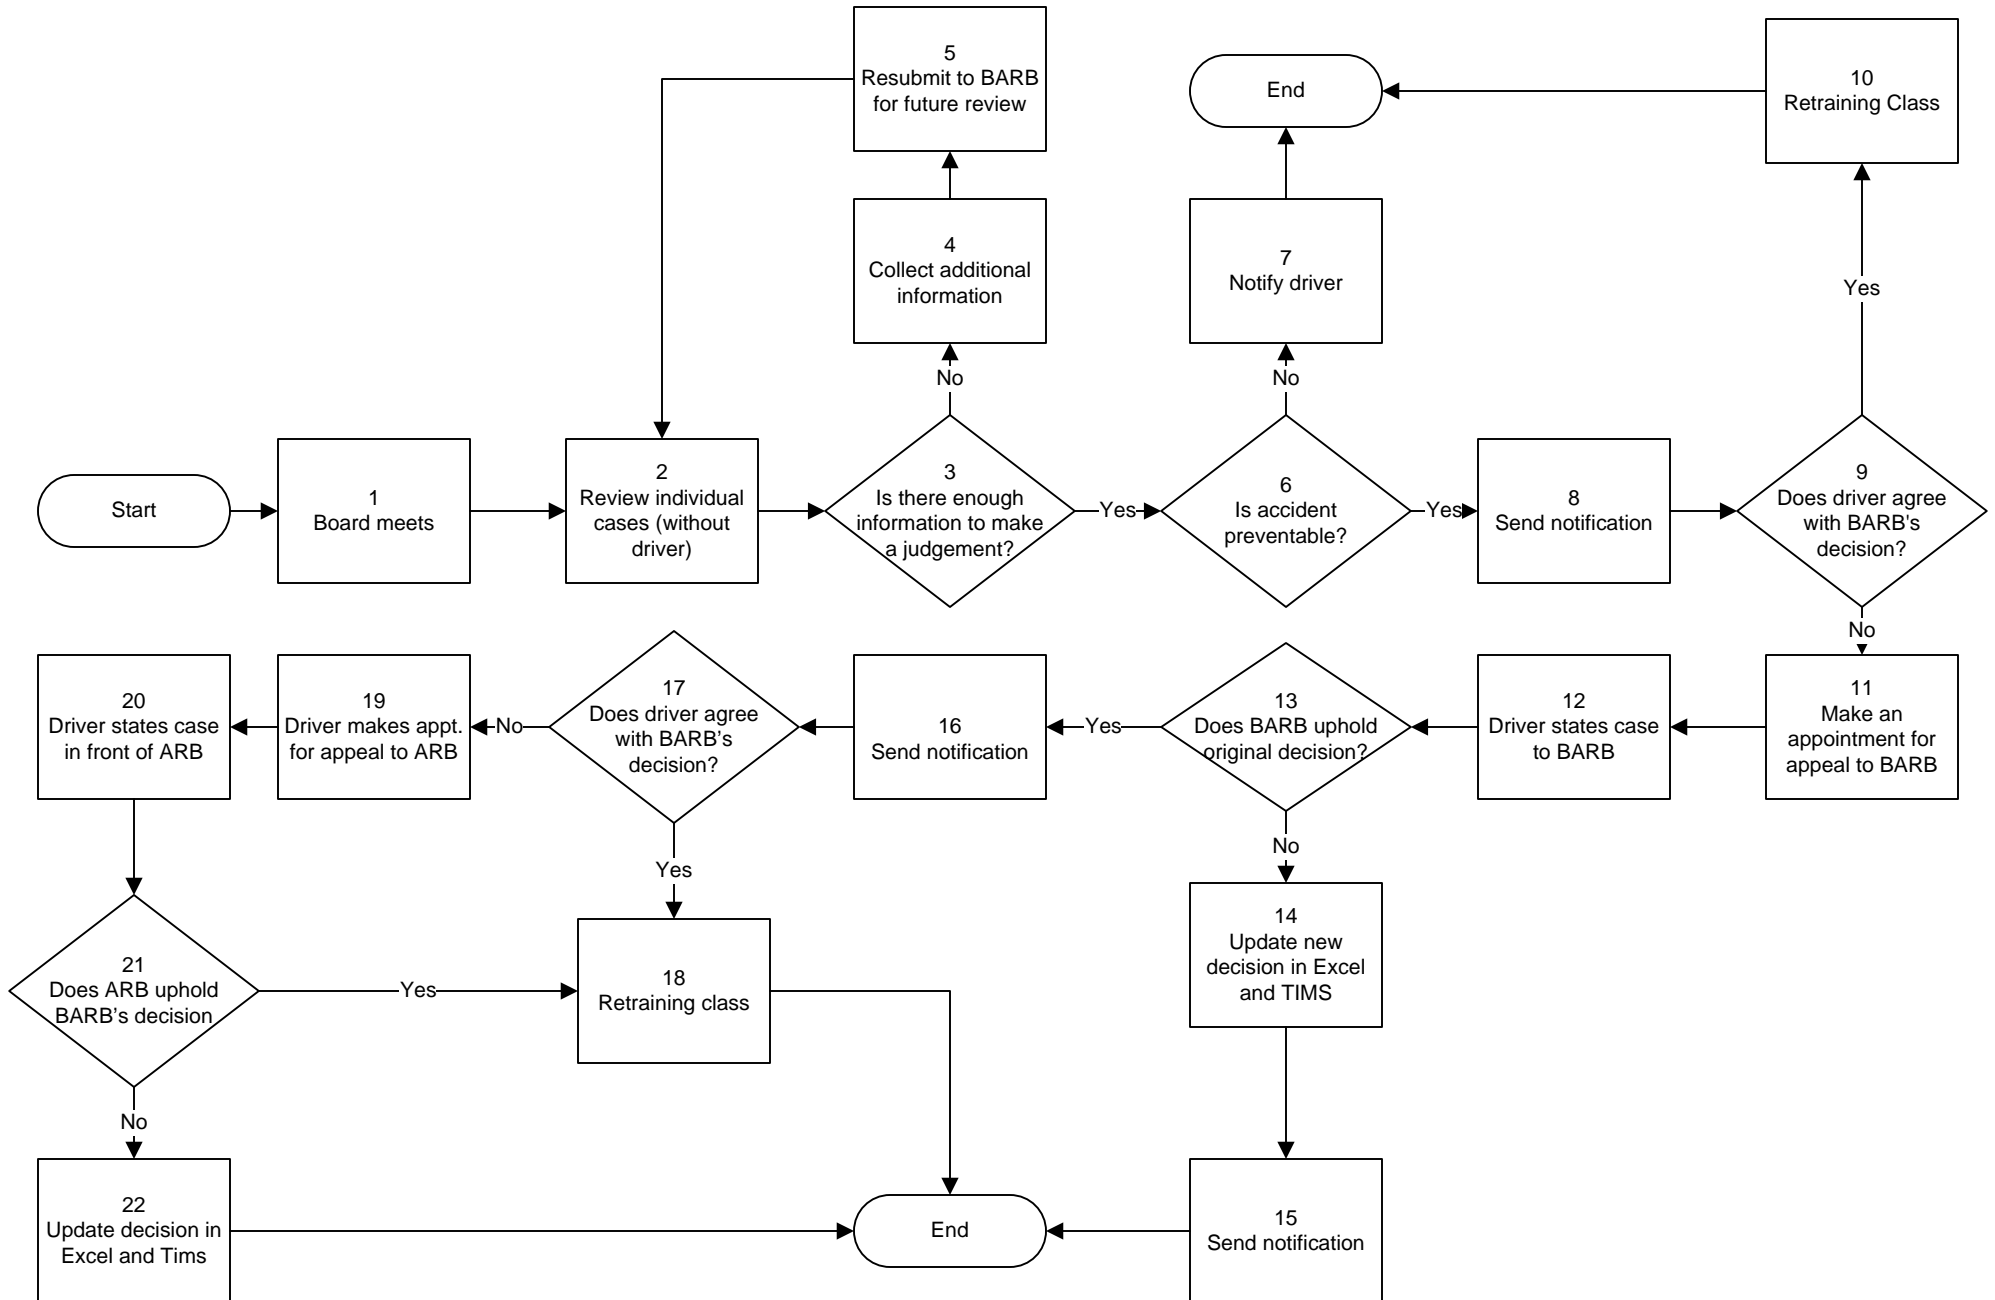 5
Resubmit to BARB
for future review
End
10
Retraining Class
4
Collect additional
information
7
Notify driver
Yes
No
No
Start
1
Board meets
2
Review individual
cases (without
driver)
3
Is there enough
information to make
a judgement?
Yes
6
Is accident
preventable?
Yes
8
Send notification
9
Does driver agree
with BARB's
decision?
No
20
Driver states case
in front of ARB
19
Driver makes appt.
for appeal to ARB
No
17
Does driver agree
with BARB’s
decision?
16
Send notification
Yes
13
Does BARB uphold
original decision?
12
Driver states case
to BARB
11
Make an
appointment for
appeal to BARB
Yes
No
21
Does ARB uphold
BARB’s decision
Yes
18
Retraining class
14
Update new
decision in Excel
and TIMS
No
22
Update decision in
Excel and Tims
End
15
Send notification